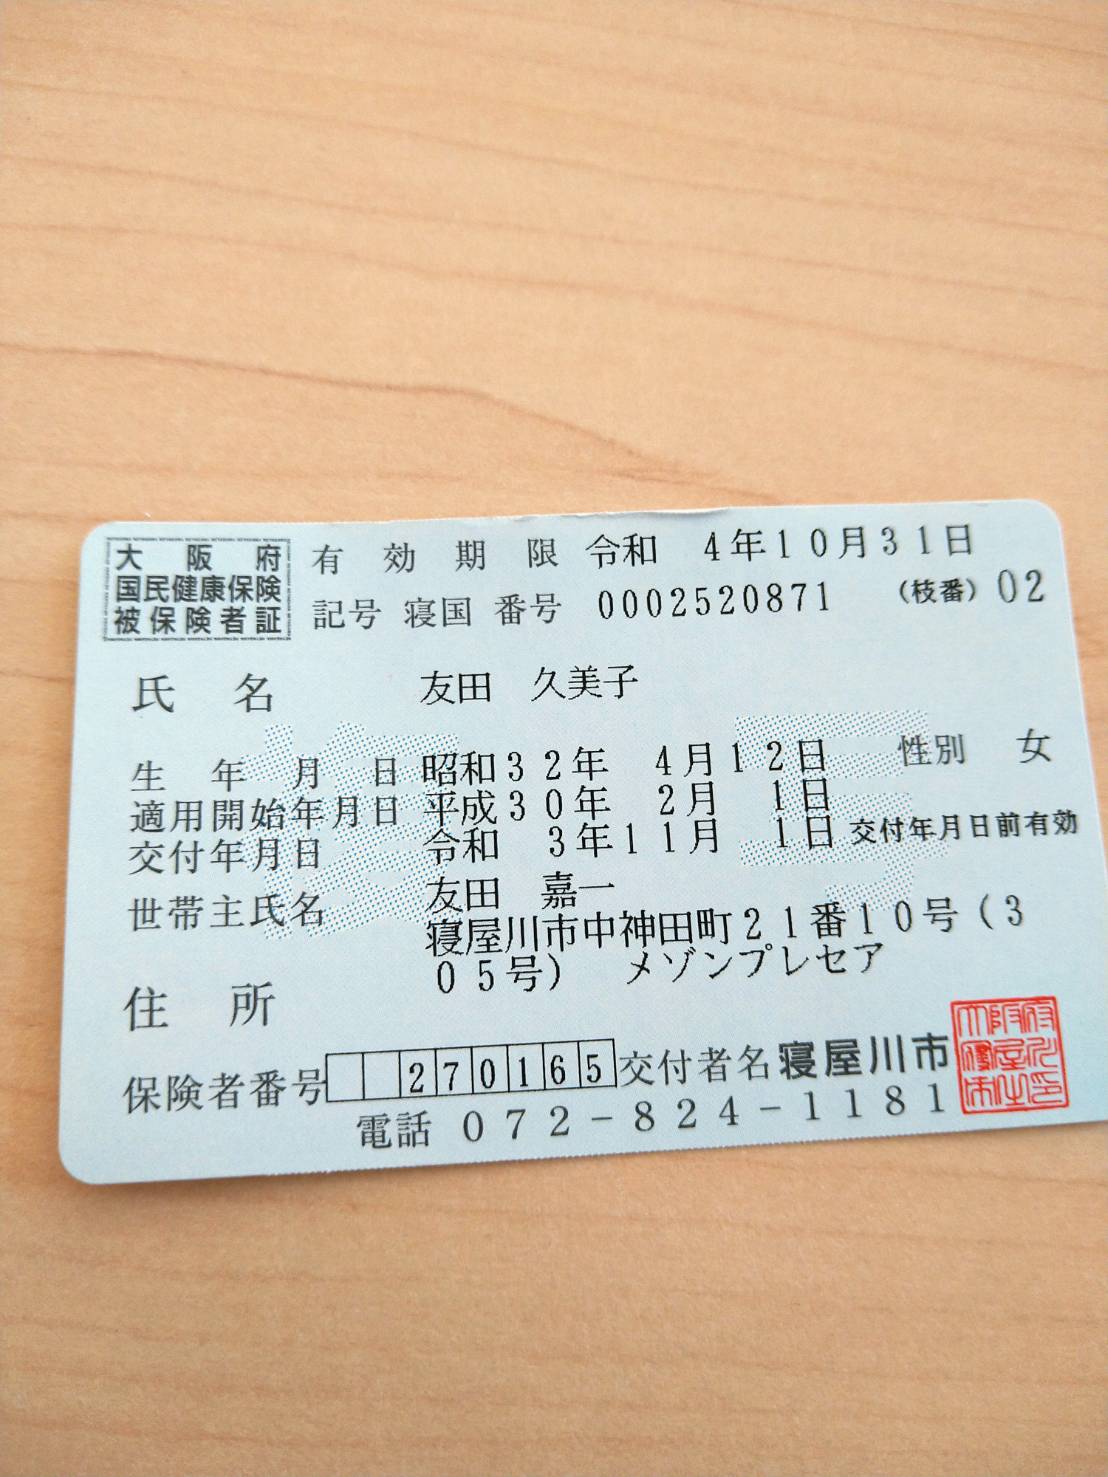 大阪府
国民健康保険
被保険者証
有効期限 令和 4年10月31日
記号 寝国 番号 0002520871 (枝番) 02
氏名 友田 久美子
生年月日 昭和32年 4月12日 性別 女
適用開始年月日 平成30年 2月 1日
交付年月日 令和 3年11月 1日 交付年月日前有効
世帯主氏名 友田 嘉一
住所 寝屋川市中神田町21番10号(3
05号) メゾンプレセア
保険者番号 270165 交付者名 寝屋川市
電話 072-824-1181